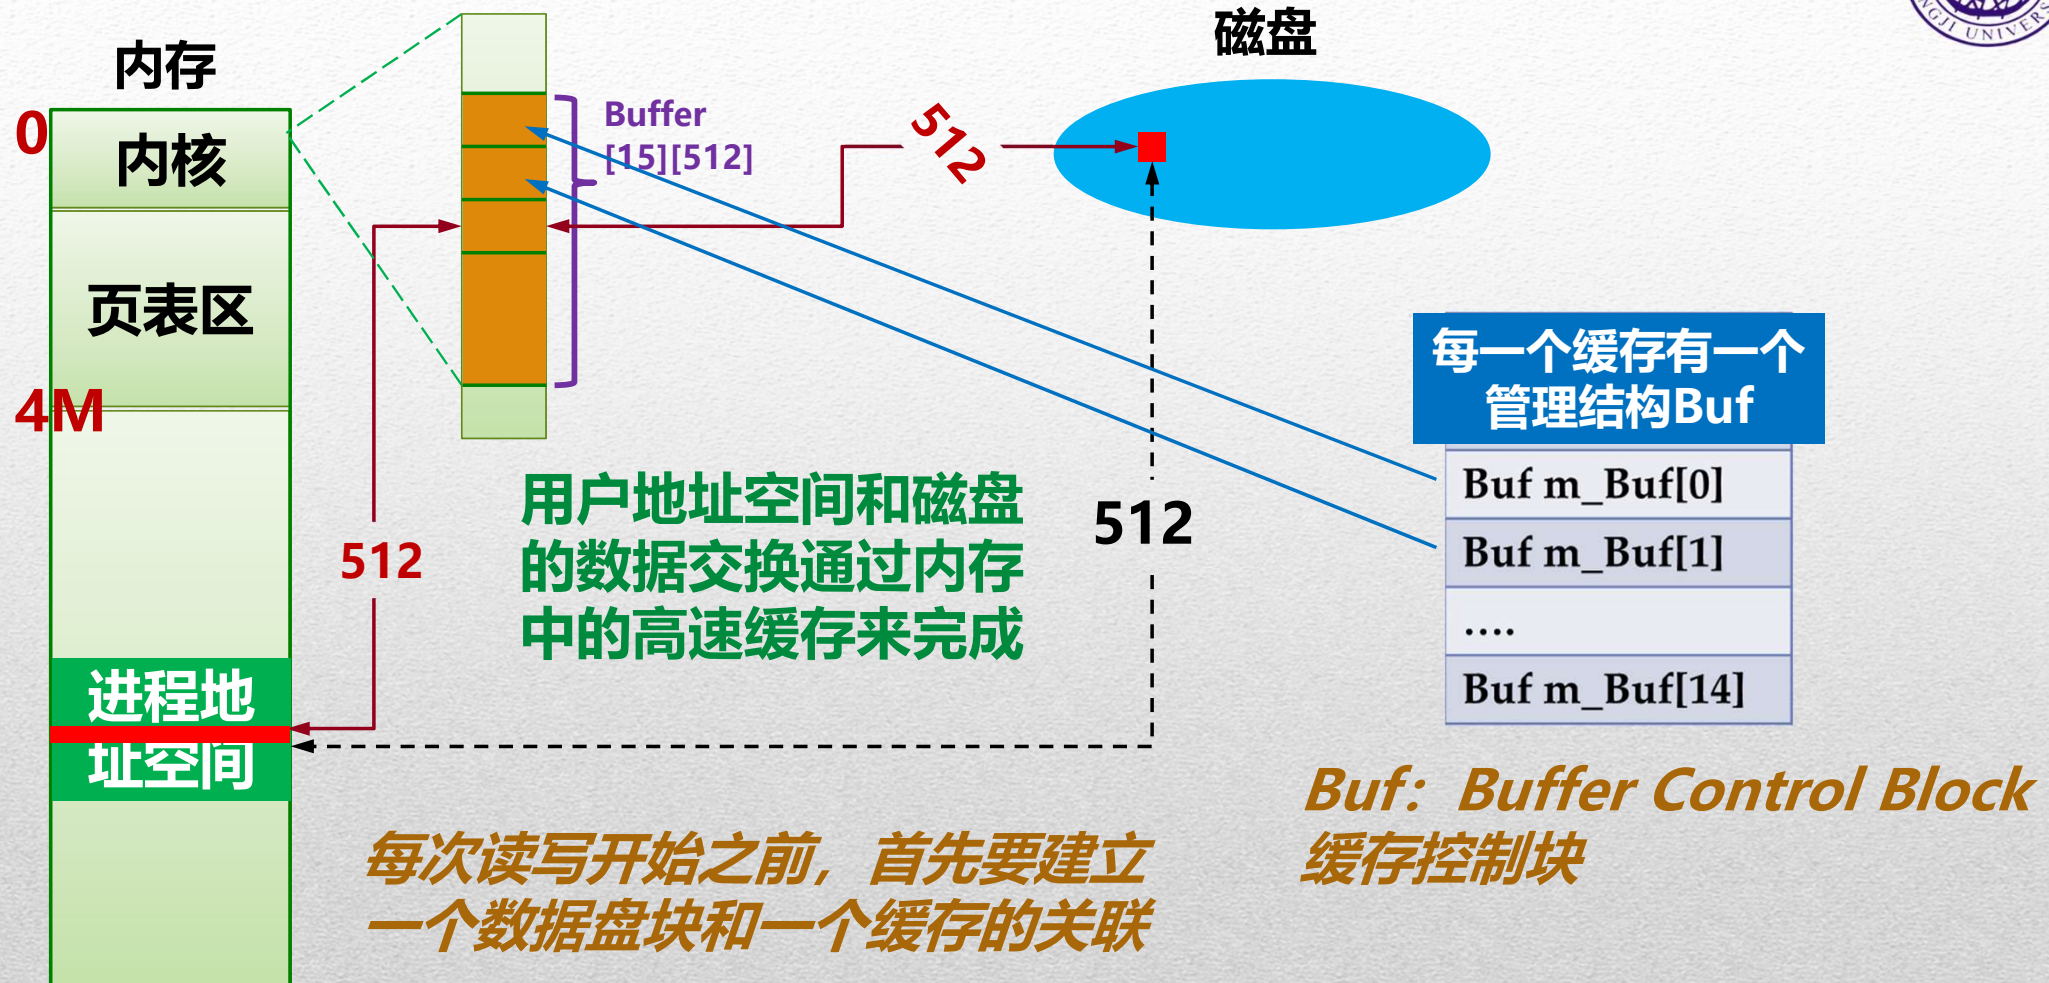 内存
0
内核
页表区
4M
进程地
址空间
512
Buffer
[15][512]
512
磁盘
NGJI UNIVERS
用户地址空间和磁盘
的数据交换通过内存
中的高速缓存来完成
512
每一个缓存有一个
管理结构Buf
Buf m_Buf[0]
Buf m_Buf[1]
....
Buf m_Buf[14]
Buf：Buffer Control Block
缓存控制块
每次读写开始之前，首先要建立
一个数据盘块和一个缓存的关联